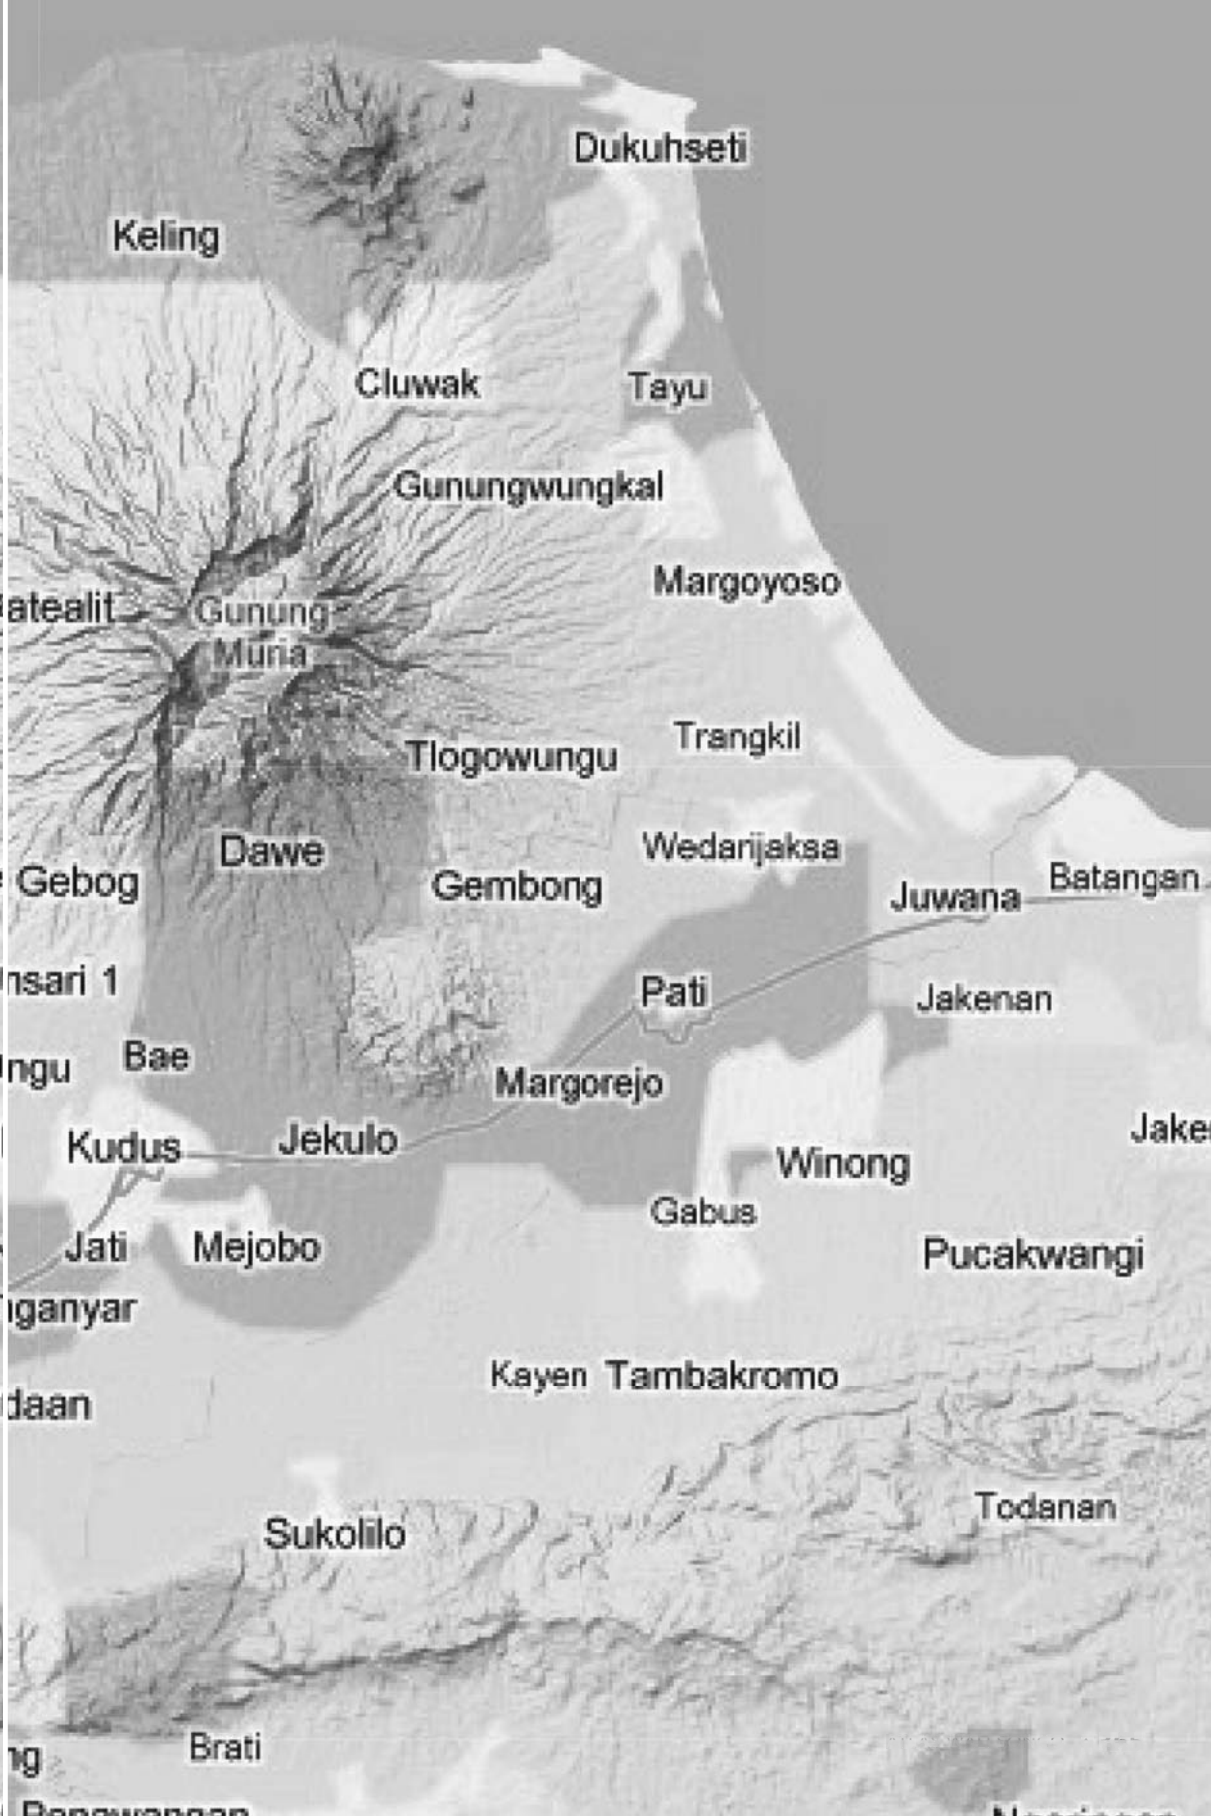 Dukuhseti
Keling
Cluwak
Tayu
Gunungwungkal
Margoyoso
atealit
Gunung
Muria
Trangkil
Tlogowungu
Wedarijaksa
Dawe
Gebog
Gembong
Juwana
Batangan
nsari 1
Pati
Jakenan
Bae
ngu
Margorejo
Jake
Kudus
Jekulo
Winong
Gabus
Jati
Mejobo
Pucakwangi
nganyar
Kayen
Tambakromo
daan
Todanan
Sukolilo
Brati
ng